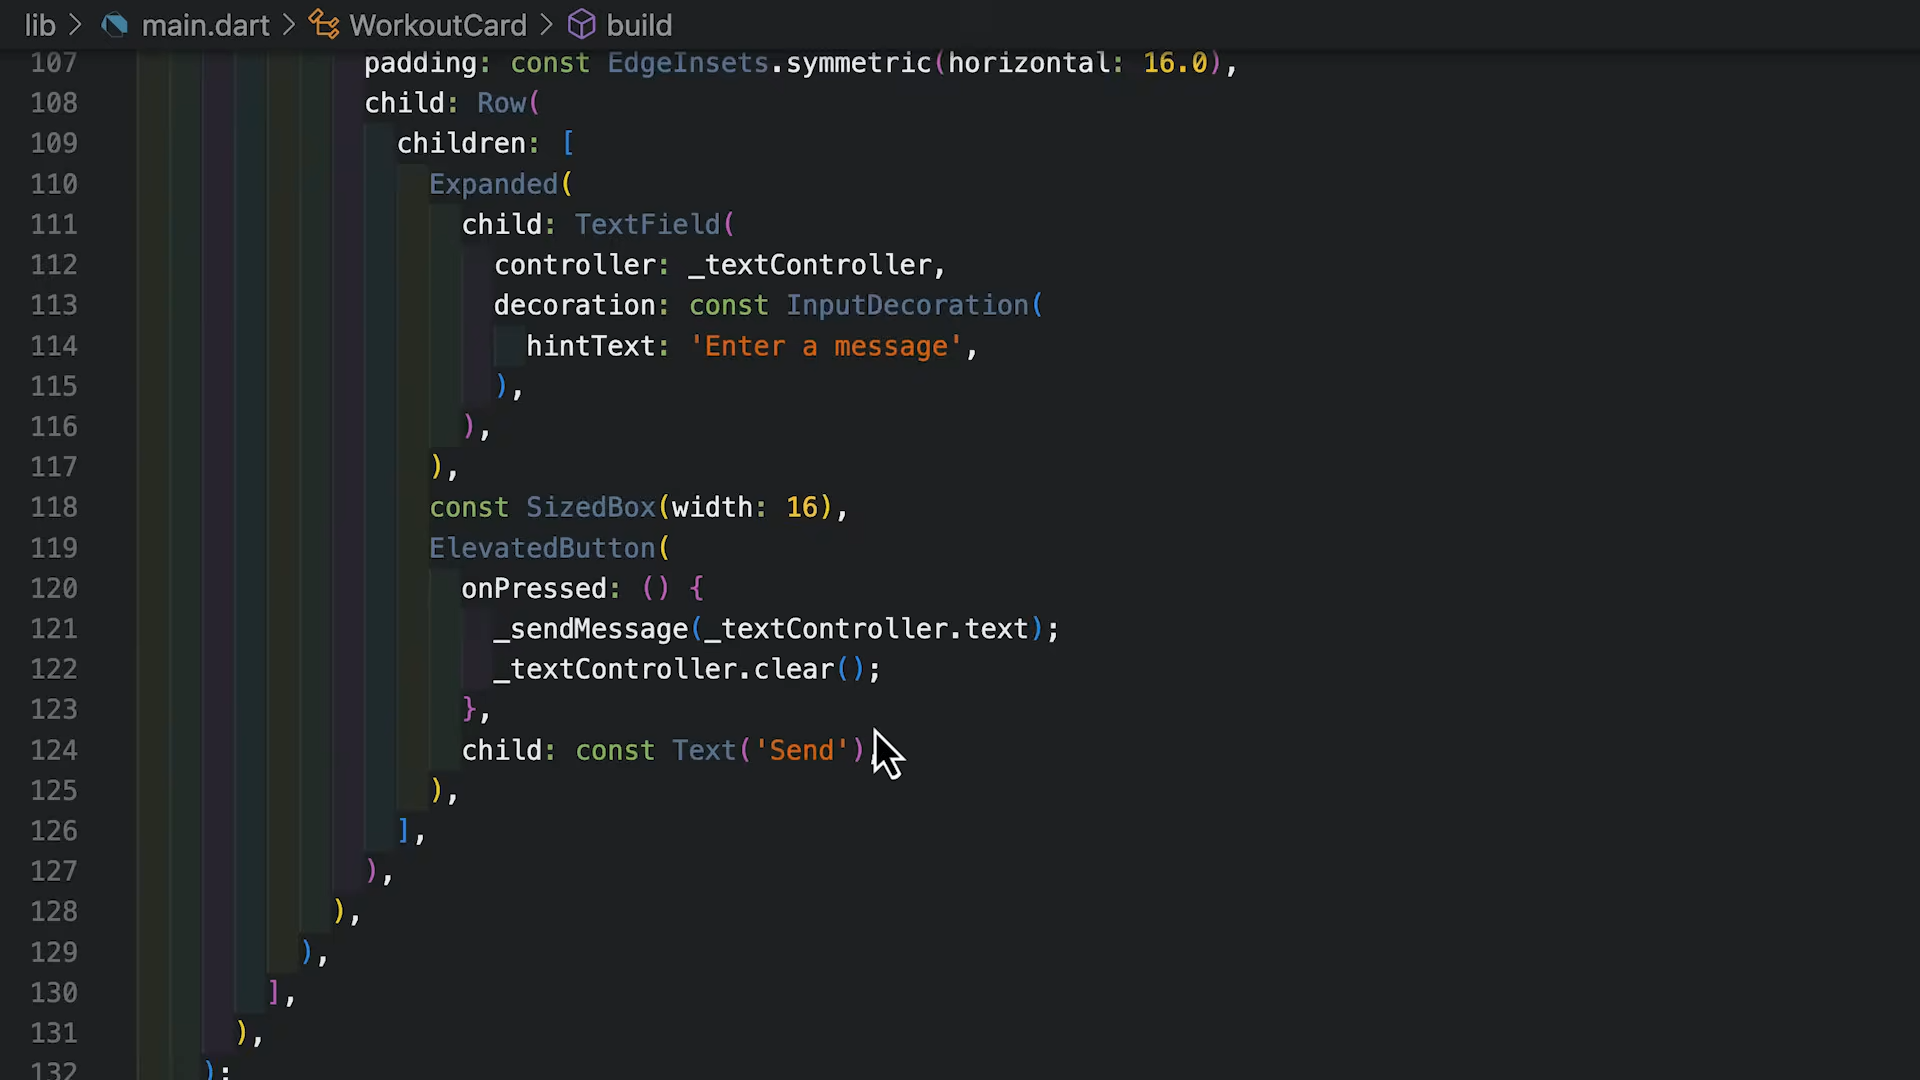 lib > main.dart > WorkoutCard > build
107 padding: const EdgeInsets.symmetric(horizontal: 16.0),
108 child: Row(
109 children: [
110 Expanded(
111 child: TextField(
112 controller: _textController,
113 decoration: const InputDecoration(
114 hintText: 'Enter a message',
115 ),
116 ),
117 ),
118 const SizedBox(width: 16),
119 ElevatedButton(
120 onPressed: () {
121 _sendMessage(_textController.text);
122 _textController.clear();
123 },
124 child: const Text('Send'),
125 ),
126 ],
127 ),
128 ),
129 ),
130 ],
131 ),
132 );